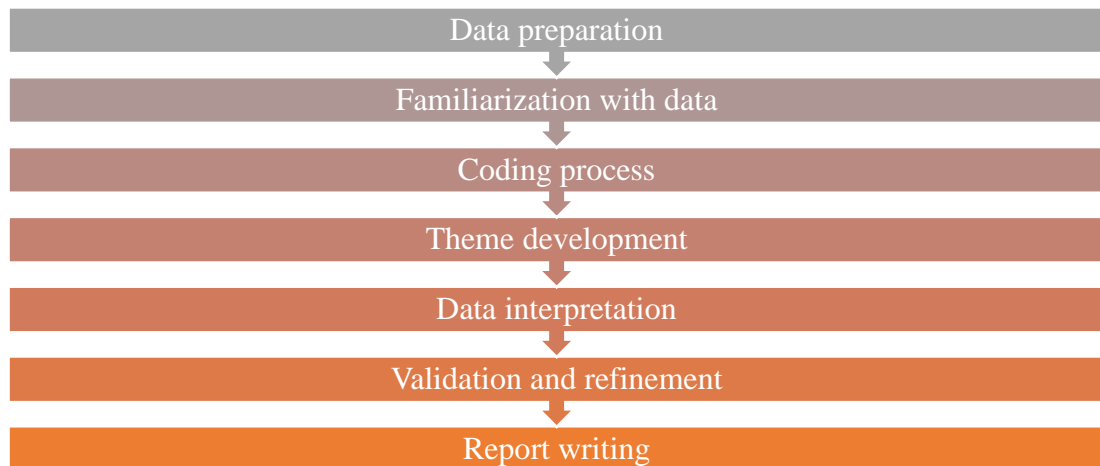 Data preparation
Familiarization with data
Coding process
Theme development
Data interpretation
Validation and refinement
Report writing